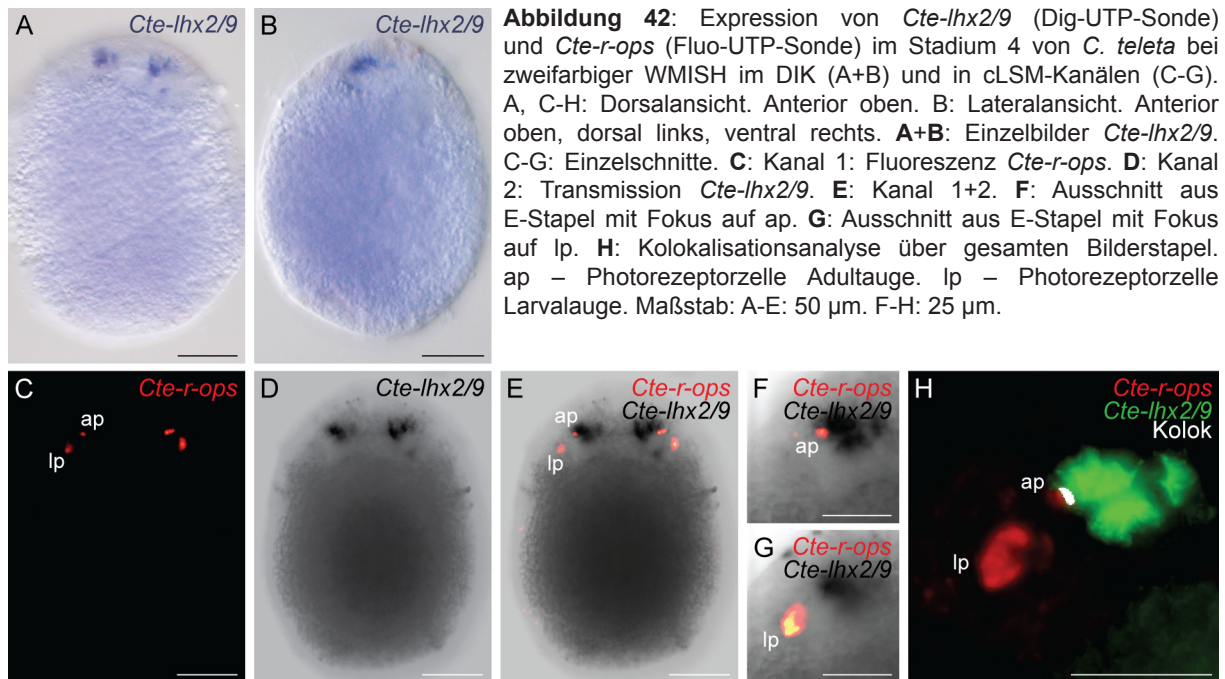 A
Cte-lhx2/9
B
Cte-lhx2/9
Abbildung 42: Expression von Cte-lhx2/9 (Dig-UTP-Sonde)
und Cte-r-ops (Fluo-UTP-Sonde) im Stadium 4 von C. teleta bei
zweifarbiger WMISH im DIK (A+B) und in cLSM-Kanälen (C-G).
A, C-H: Dorsalansicht. Anterior oben. B: Lateralansicht. Anterior
oben, dorsal links, ventral rechts. A+B: Einzelbilder Cte-lhx2/9.
C-G: Einzelschnitte. C: Kanal 1: Fluoreszenz Cte-r-ops. D: Kanal
2: Transmission Cte-lhx2/9. E: Kanal 1+2. F: Ausschnitt aus
E-Stapel mit Fokus auf ap. G: Ausschnitt aus E-Stapel mit Fokus
auf lp. H: Kolokalisationsanalyse über gesamten Bilderstapel.
ap – Photorezeptorzelle Adultauge. lp – Photorezeptorzelle
Larvalauge. Maßstab: A-E: 50 µm. F-H: 25 µm.
C
Cte-r-ops
ap
lp
D
Cte-lhx2/9
E
Cte-r-ops
Cte-lhx2/9
ap
lp
F
Cte-r-ops
Cte-lhx2/9
ap
G
Cte-r-ops
Cte-lhx2/9
lp
H
Cte-r-ops
Cte-lhx2/9
Kolok
ap
lp